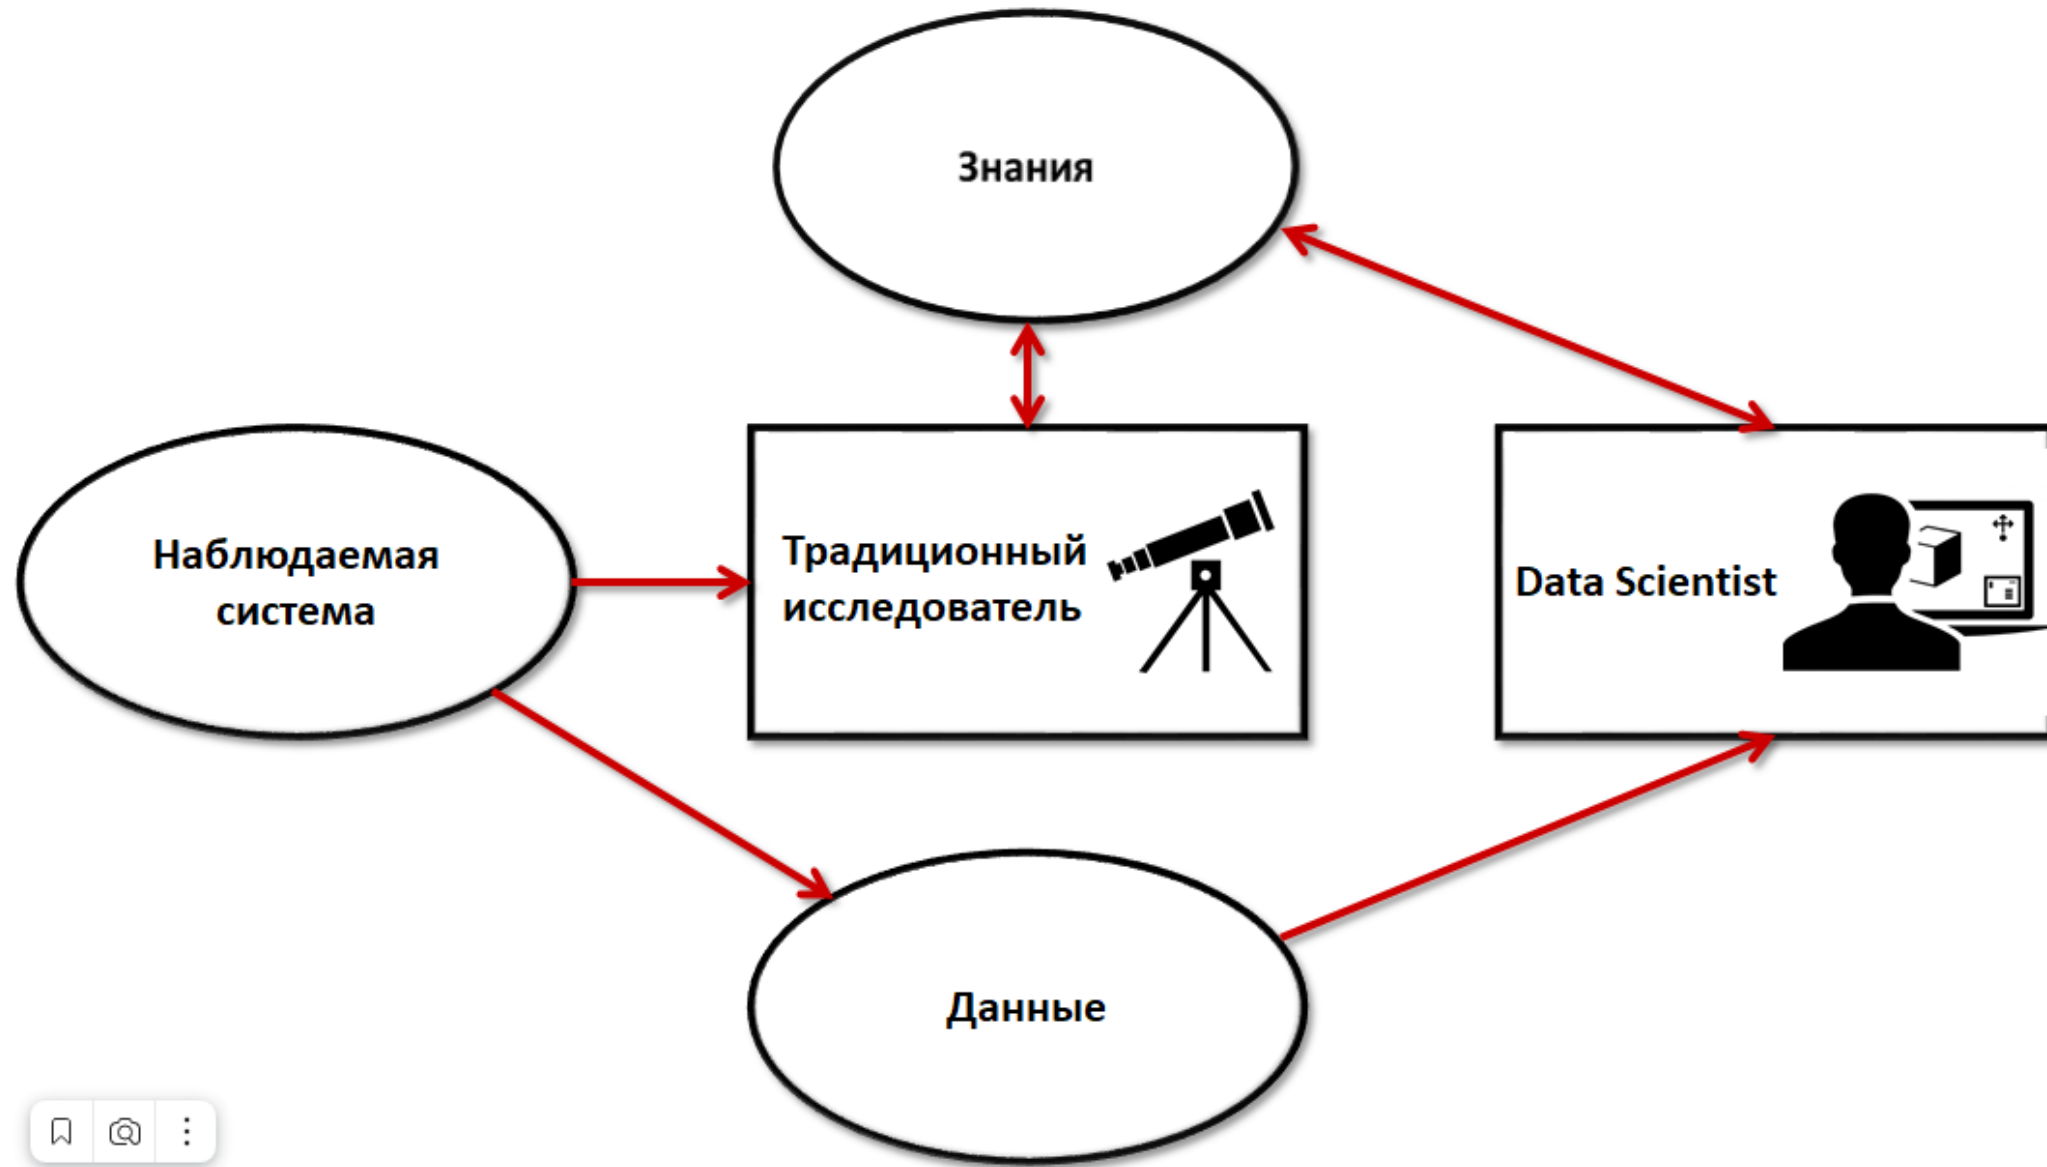 Знания
Наблюдаемая
система
Традиционный
исследователь
Data Scientist
Данные